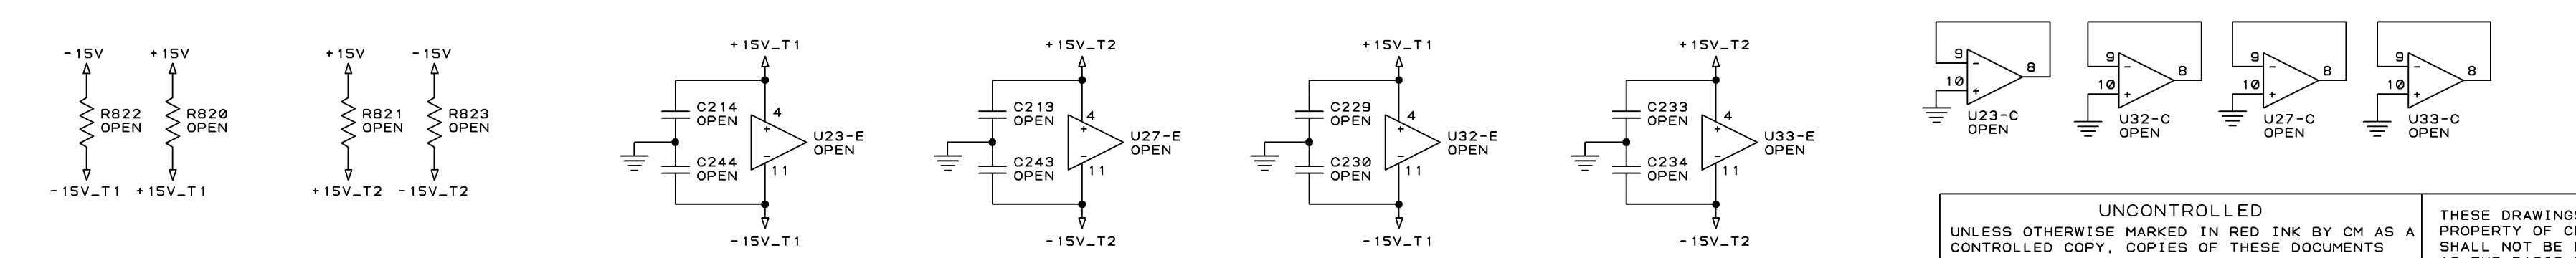 -15V
+15V
R822
OPEN
R820
OPEN
-15V_T1
+15V_T1
+15V
-15V
R821
OPEN
R823
OPEN
+15V_T2
-15V_T2
+15V_T1
C214
OPEN
4
+
-
U23-E
OPEN
C244
OPEN
11
-15V_T1
+15V_T2
C213
OPEN
4
+
-
U27-E
OPEN
C243
OPEN
11
-15V_T2
+15V_T1
C229
OPEN
4
+
-
U32-E
OPEN
C230
OPEN
11
-15V_T1
+15V_T2
C233
OPEN
4
+
-
U33-E
OPEN
C234
OPEN
11
-15V_T2
9
-
8
10
+
U23-C
OPEN
9
-
8
10
+
U32-C
OPEN
9
-
8
10
+
U27-C
OPEN
9
-
8
10
+
U33-C
OPEN
UNCONTROLLED
UNLESS OTHERWISE MARKED IN RED INK BY CM AS A
CONTROLLED COPY, COPIES OF THESE DOCUMENTS
THESE DRAWINGS
PROPERTY OF
SHALL NOT BE